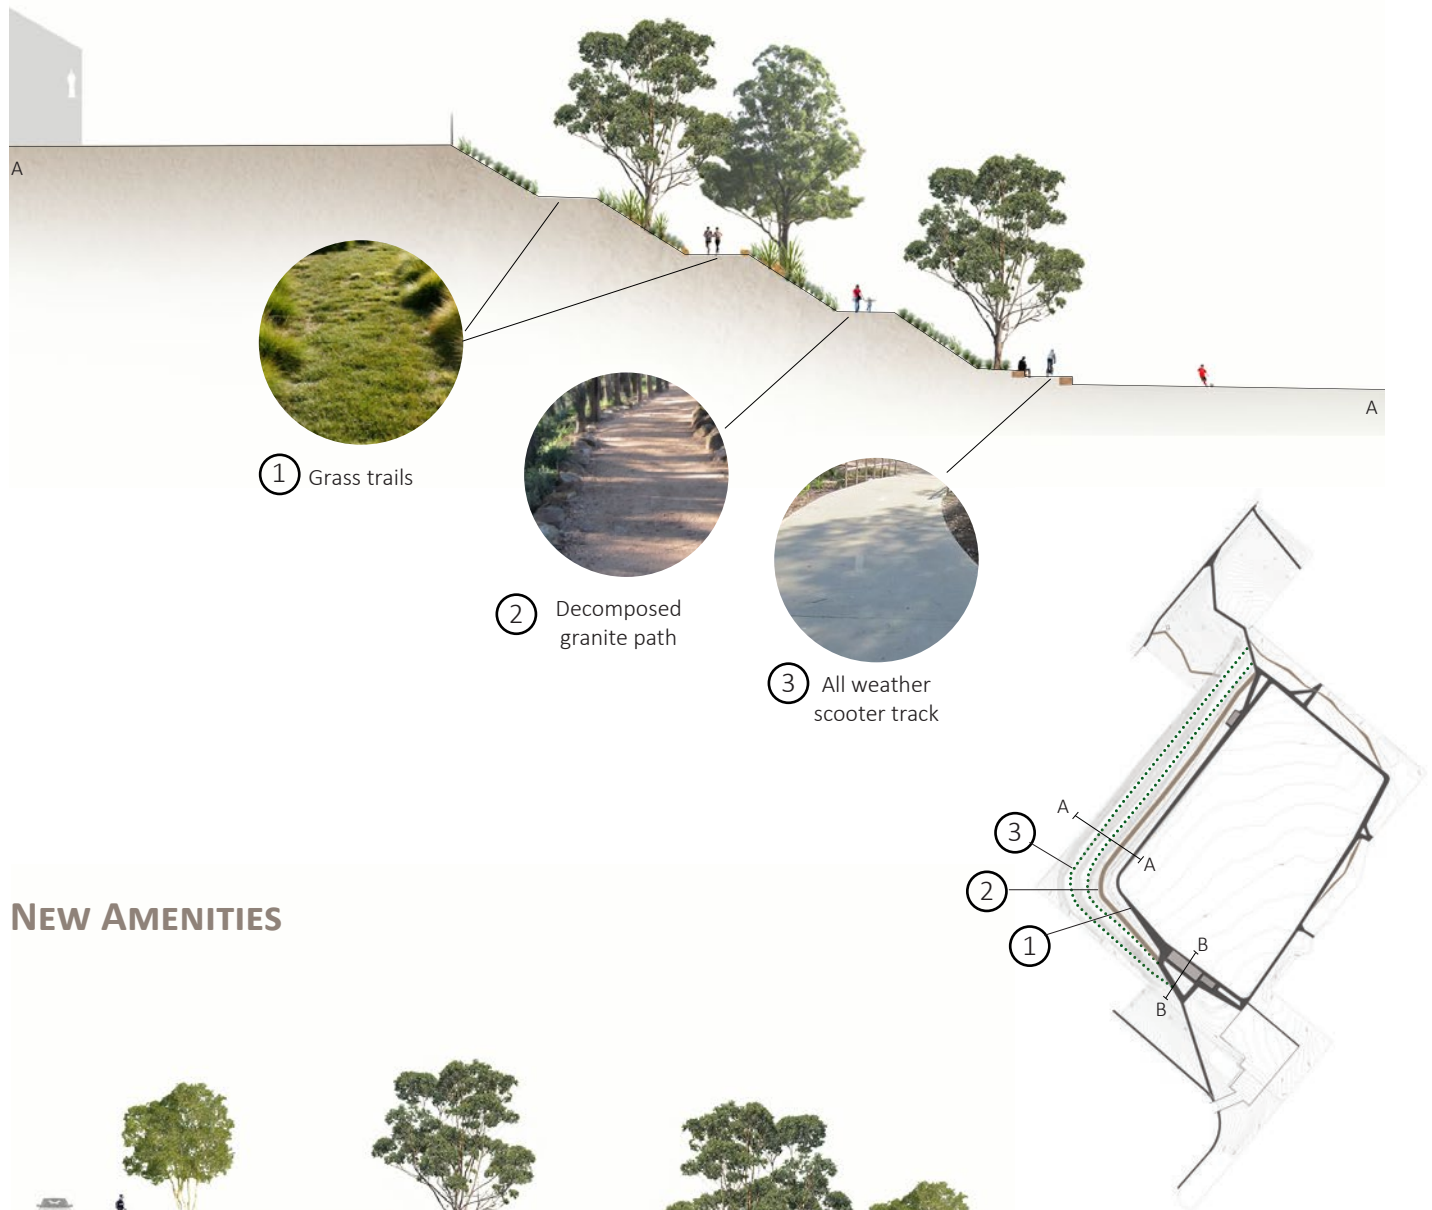 A
A
1 Grass trails
2 Decomposed
granite path
3 All weather
scooter track
A
3
A
2
1
B
B
NEW AMENITIES